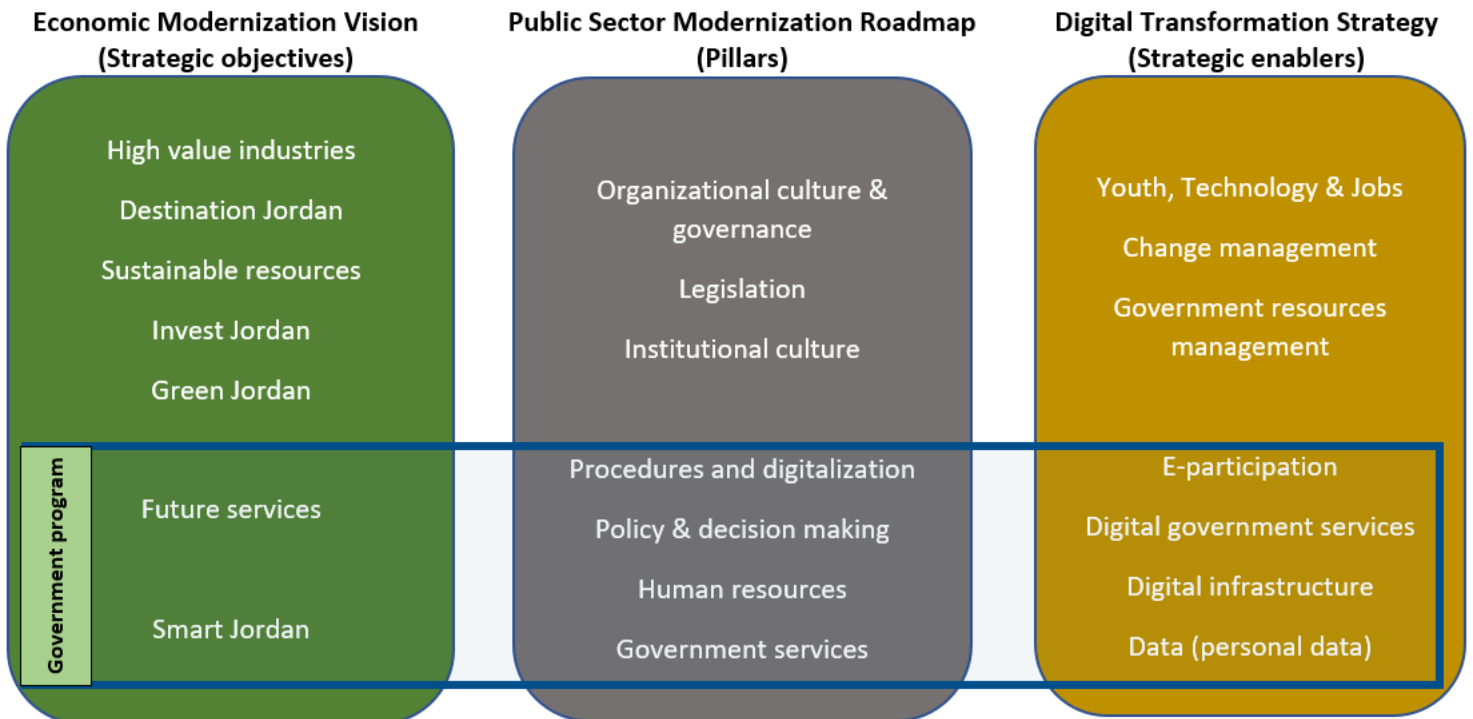 Economic Modernization Vision
(Strategic objectives)
High value industries
Destination Jordan
Sustainable resources
Invest Jordan
Green Jordan
Future services
Smart Jordan
Public Sector Modernization Roadmap
(Pillars)
Organizational culture &
governance
Legislation
Institutional culture
Procedures and digitalization
Policy & decision making
Human resources
Government services
Digital Transformation Strategy
(Strategic enablers)
Youth, Technology & Jobs
Change management
Government resources
management
E-participation
Digital government services
Digital infrastructure
Data (personal data)
Government program